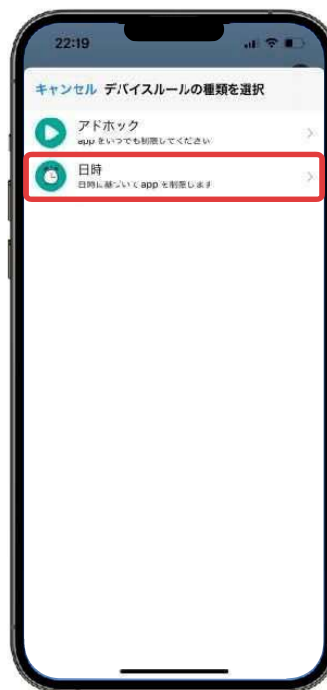 22:19
キャンセル デバイスルールの種類を選択
アドホック
app をいつでも制限してください
日時
日時に基づいて app を制限します